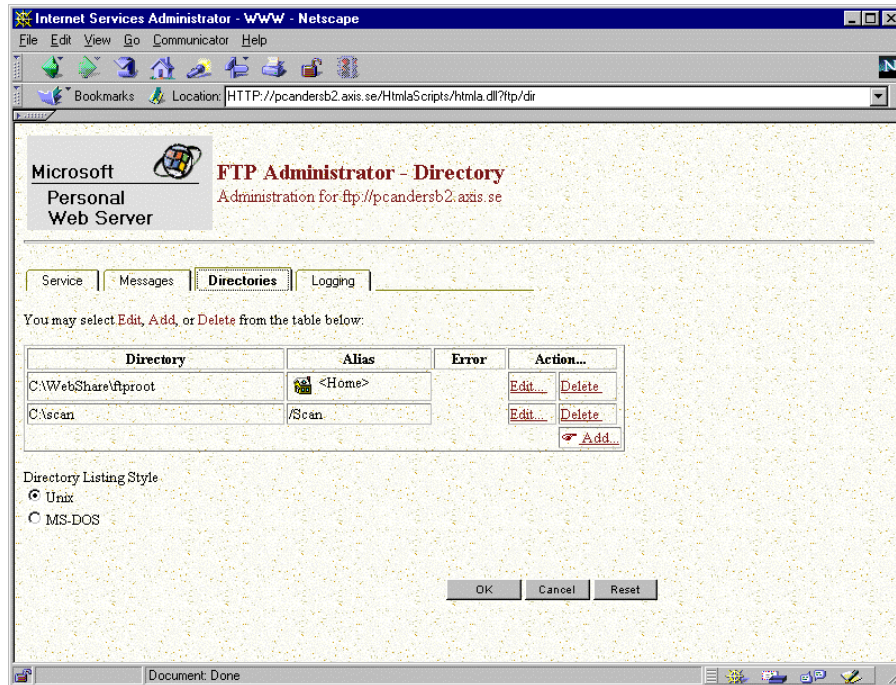 Internet Services Administrator - WWW - Netscape
File Edit View Go Communicator Help
N
Bookmarks Location: HTTP://pcandersb2.axis.se/HtmlaScripts/htmla.dll?ftp/dir
Microsoft
Personal
Web Server
FTP Administrator - Directory
Administration for ftp://pcandersb2.axis.se
Service Messages Directories Logging
You may select Edit, Add, or Delete from the table below:
Directory Alias Error Action...
C:\WebShare\ftproot <Home> Edit... Delete
C:\scan /Scan Edit... Delete
Add...
Directory Listing Style
Unix
MS-DOS
OK Cancel Reset
Document: Done